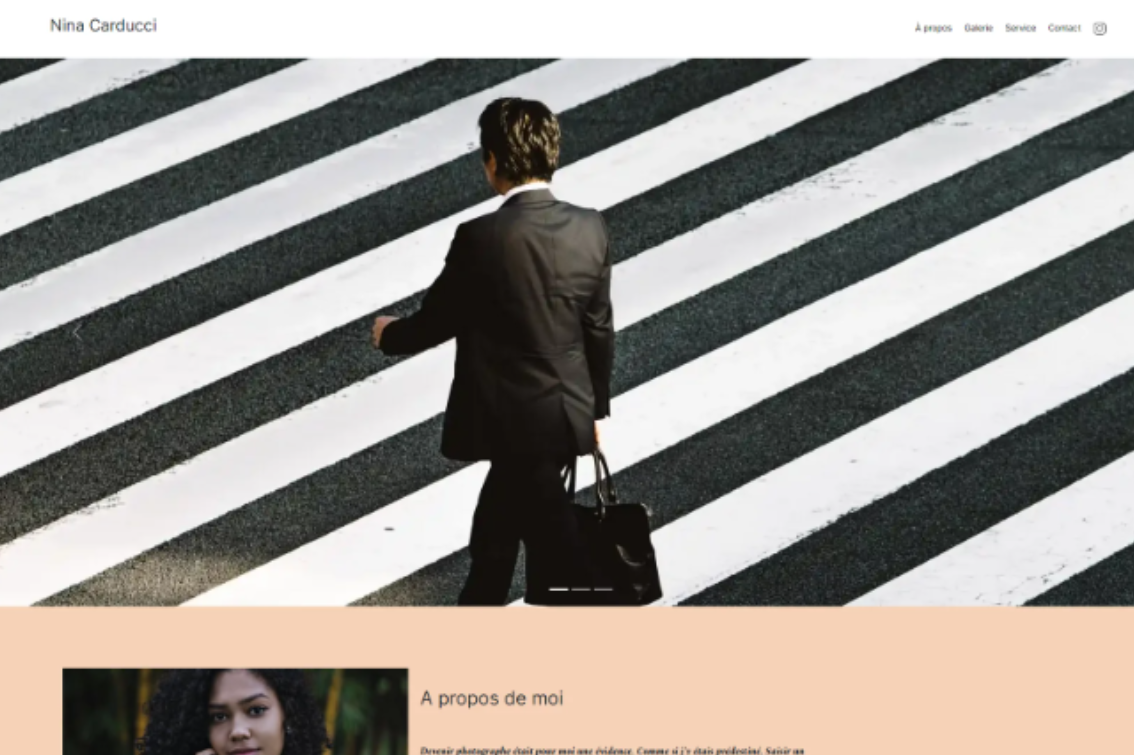 Nina Carducci
À propos Galerie Service Contact
A propos de moi
Devenir photographe était pour moi une évidence. Comme si j'y étais prédestiné. Saisir un